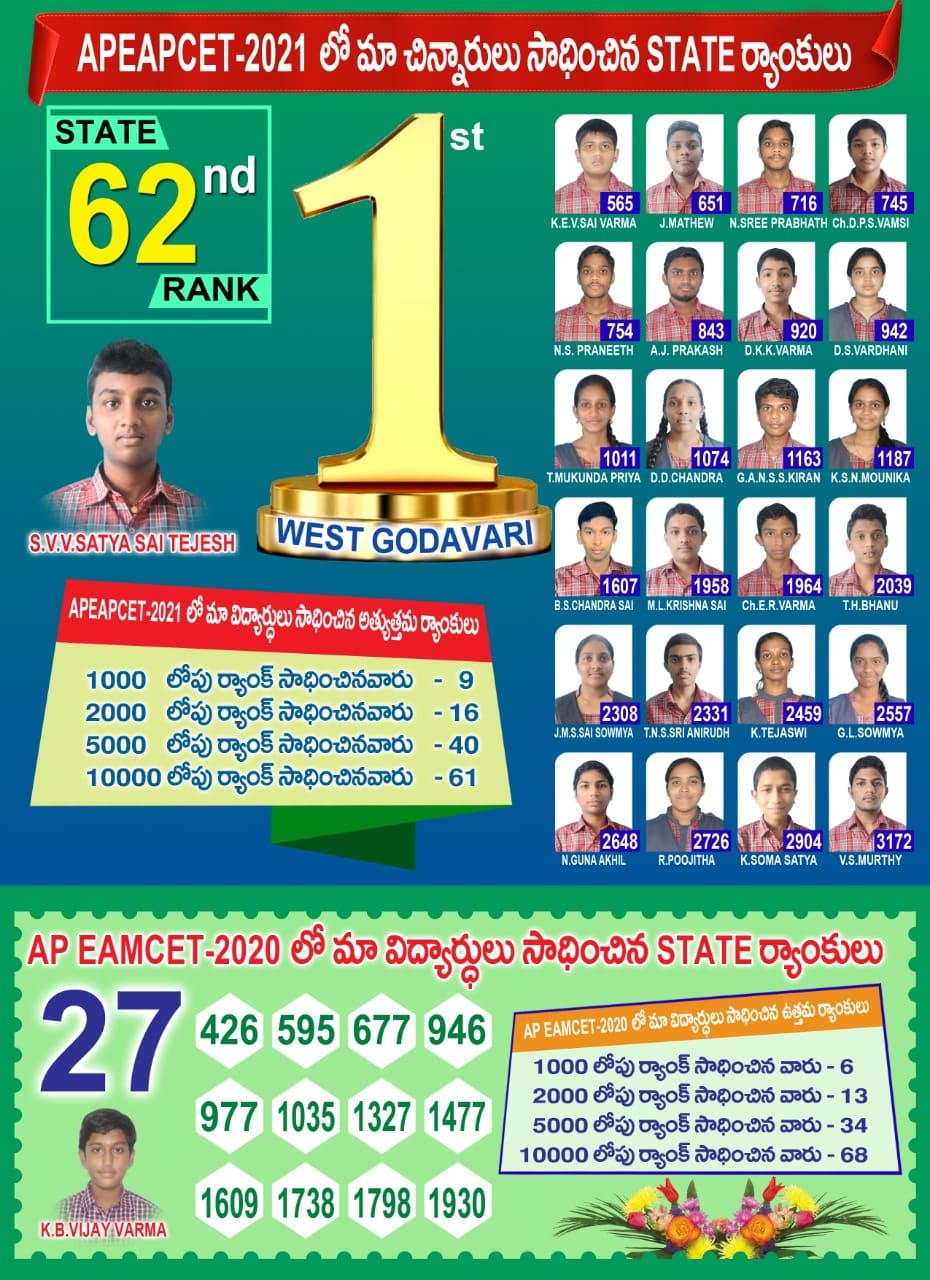 APEAPCET-2021 లో మా చిన్నారులు సాధించిన STATE ర్యాంకులు
STATE
62nd
RANK
1st
WEST GODAVARI
S.V.V.SATYA SAI TEJESH
APEAPCET-2021 లో మా విద్యార్ధులు సాధించిన అత్యుత్తమ ర్యాంకులు
1000 లోపు ర్యాంక్ సాధించినవారు - 9
2000 లోపు ర్యాంక్ సాధించినవారు - 16
5000 లోపు ర్యాంక్ సాధించినవారు - 40
10000 లోపు ర్యాంక్ సాధించినవారు - 61
565 651 716 745
K.E.V.SAI VARMA J.MATHEW N.SREE PRABHATH Ch.D.P.S.VAMSI
754 843 920 942
N.S. PRANEETH A.J. PRAKASH D.K.K.VARMA D.S.VARDHANI
1011 1074 1163 1187
T.MUKUNDA PRIYA D.D.CHANDRA G.A.N.S.S.KIRAN K.S.N.MOUNIKA
1607 1958 1964 2039
B.S.CHANDRA SAI M.L.KRISHNA SAI Ch.E.R.VARMA T.H.BHANU
2308 2331 2459 2557
J.M.S.SAI SOWMYA T.N.S.SRI ANIRUDH K.TEJASWI G.L.SOWMYA
2648 2726 2904 3172
N.GUNA AKHIL R.POOJITHA K.SOMA SATYA V.S.MURTHY
AP EAMCET-2020 లో మా విద్యార్ధులు సాధించిన STATE ర్యాంకులు
27
K.B.VIJAY VARMA
426 595 677 946
977 1035 1327 1477
1609 1738 1798 1930
AP EAMCET-2020 లో మా విద్యార్ధులు సాధించిన ఉత్తమ ర్యాంకులు
1000 లోపు ర్యాంక్ సాధించిన వారు - 6
2000 లోపు ర్యాంక్ సాధించిన వారు - 13
5000 లోపు ర్యాంక్ సాధించిన వారు - 34
10000 లోపు ర్యాంక్ సాధించిన వారు - 68